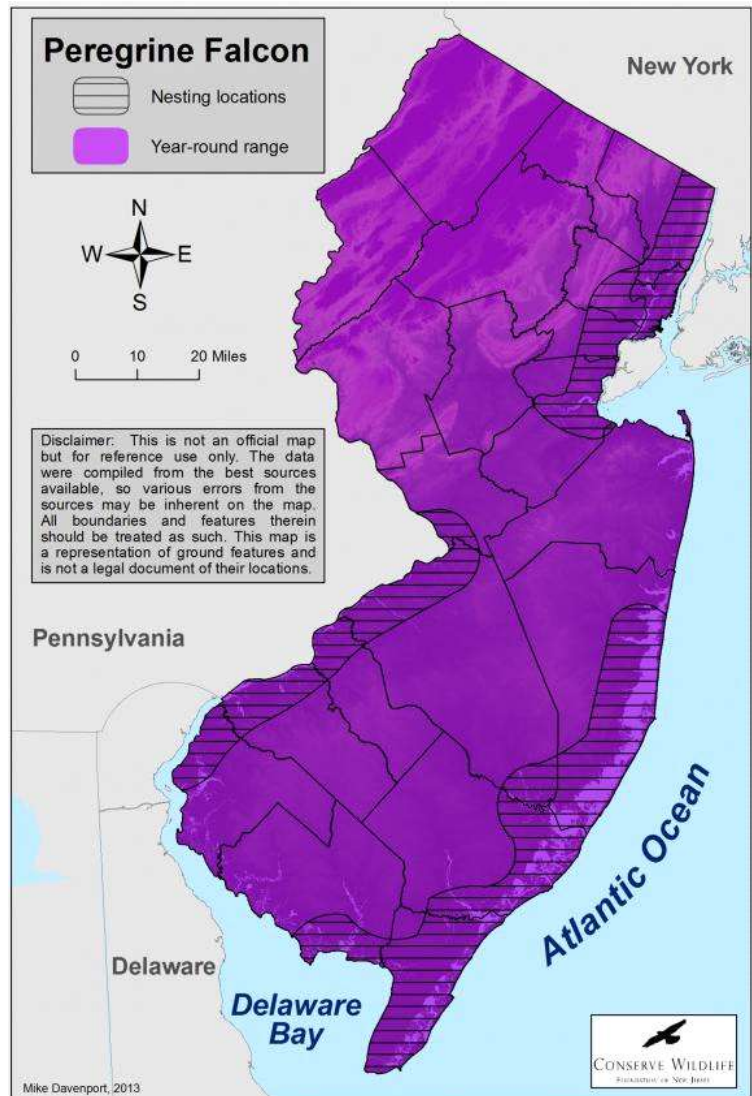 Peregrine Falcon
Nesting locations
Year-round range
New York
N
W
E
S
0 10 20 Miles
Disclaimer: This is not an official map
but for reference use only. The data
were compiled from the best sources
available, so various errors from the
sources may be inherent on the map.
All boundaries and features therein
should be treated as such. This map is
a representation of ground features and
is not a legal document of their locations.
Pennsylvania
Atlantic Ocean
Delaware
Delaware
Bay
CONSERVE WILDLIFE
FOUNDATION OF NEW JERSEY
Mike Davenport, 2013